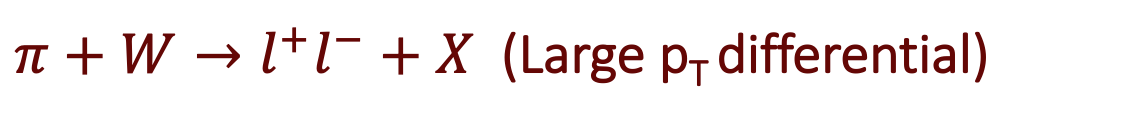 π + W → l⁺l⁻ + X (Large p_T differential)